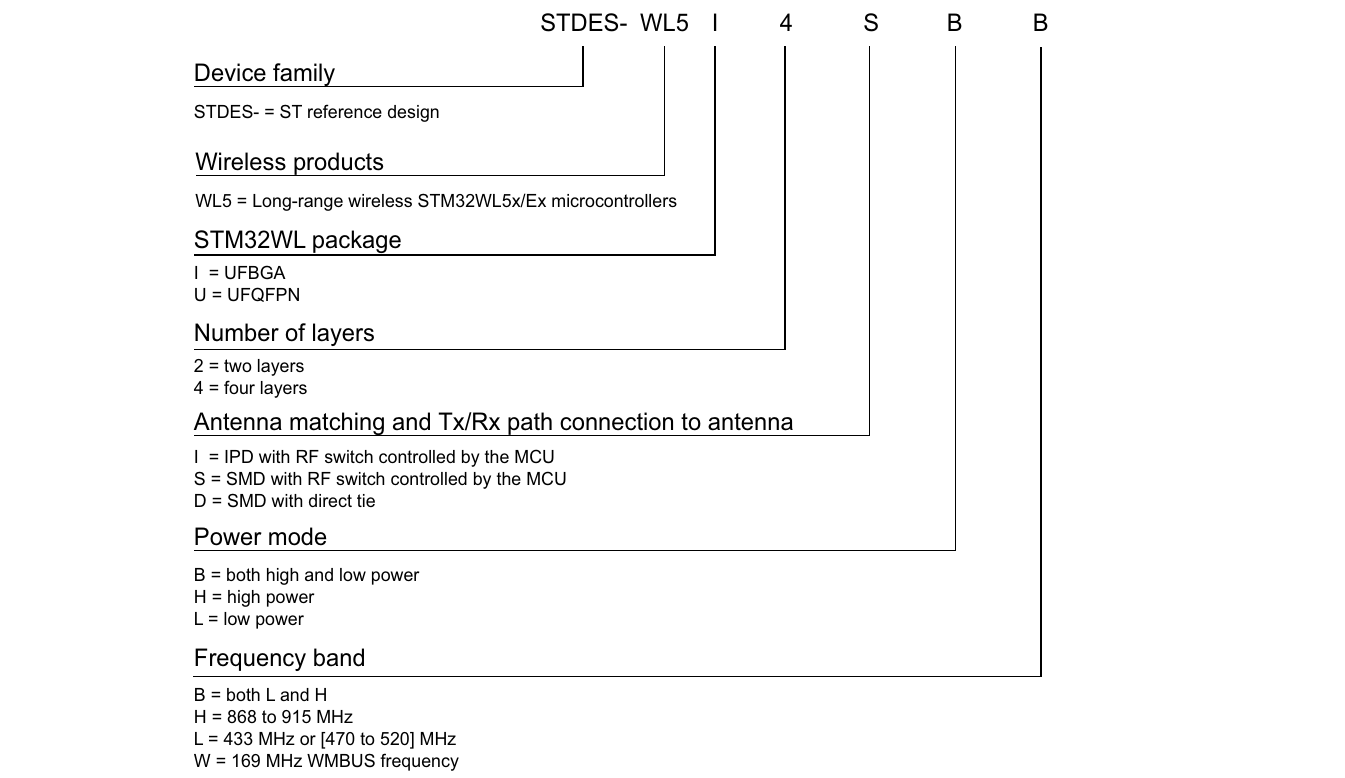 STDES- WL5 I 4 S B B
Device family
STDES- = ST reference design
Wireless products
WL5 = Long-range wireless STM32WL5x/Ex microcontrollers
STM32WL package
I = UFBGA
U = UFQFPN
Number of layers
2 = two layers
4 = four layers
Antenna matching and Tx/Rx path connection to antenna
I = IPD with RF switch controlled by the MCU
S = SMD with RF switch controlled by the MCU
D = SMD with direct tie
Power mode
B = both high and low power
H = high power
L = low power
Frequency band
B = both L and H
H = 868 to 915 MHz
L = 433 MHz or [470 to 520] MHz
W = 169 MHz WMBUS frequency